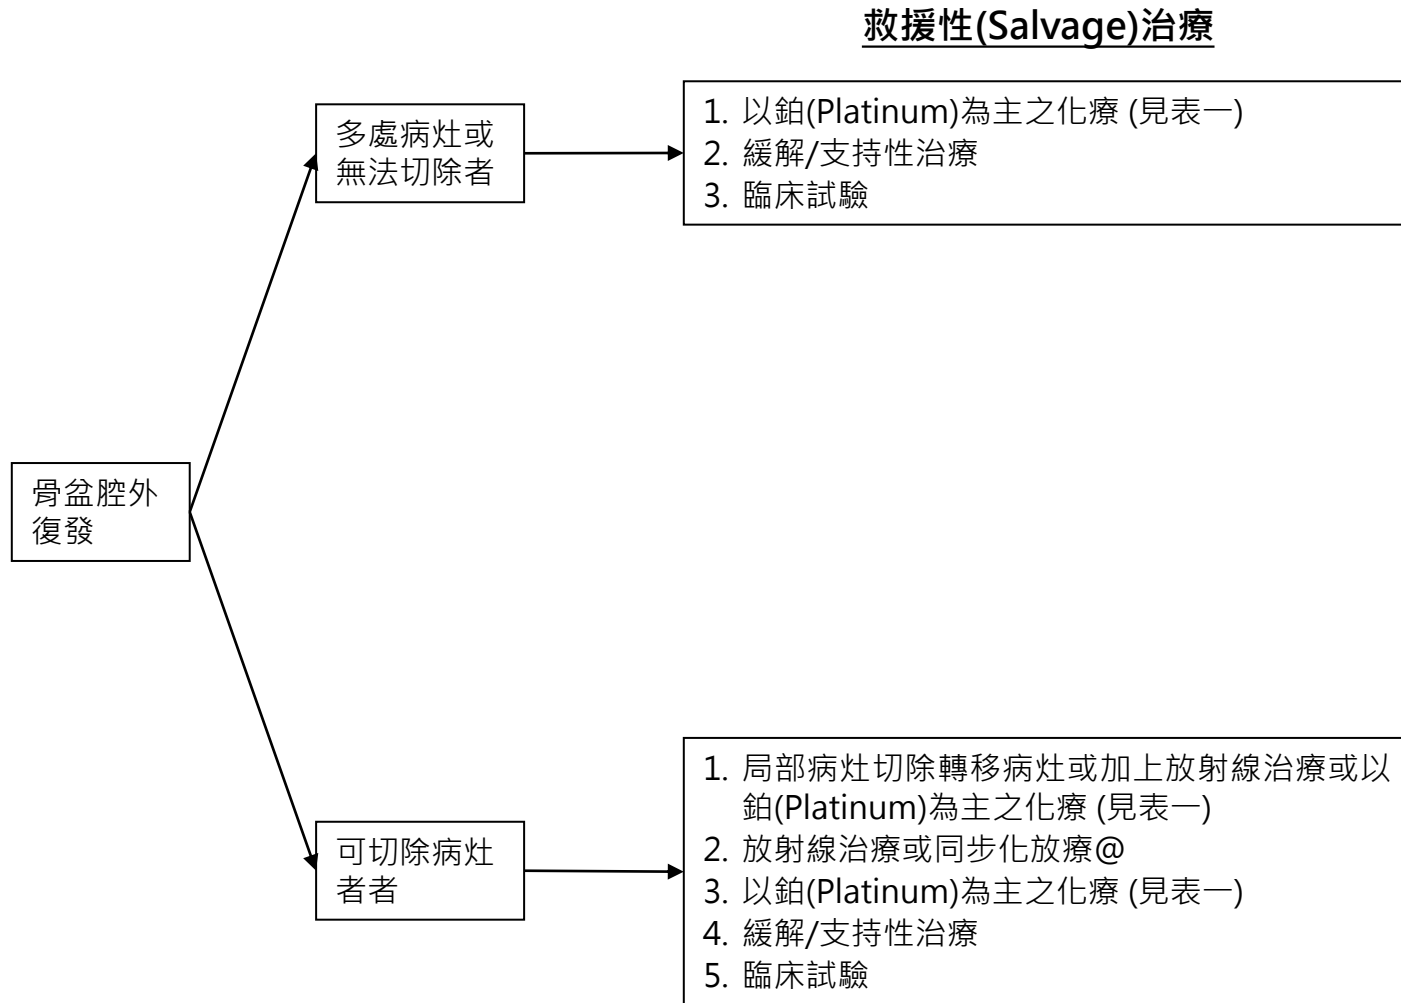 救援性(Salvage)治療
多處病灶或
無法切除者
1. 以鉑(Platinum)為主之化療 (見表一)
2. 緩解/支持性治療
3. 臨床試驗
骨盆腔外
復發
可切除病灶
者者
1. 局部病灶切除轉移病灶或加上放射線治療或以
鉑(Platinum)為主之化療 (見表一)
2. 放射線治療或同步化放療@
3. 以鉑(Platinum)為主之化療 (見表一)
4. 緩解/支持性治療
5. 臨床試驗